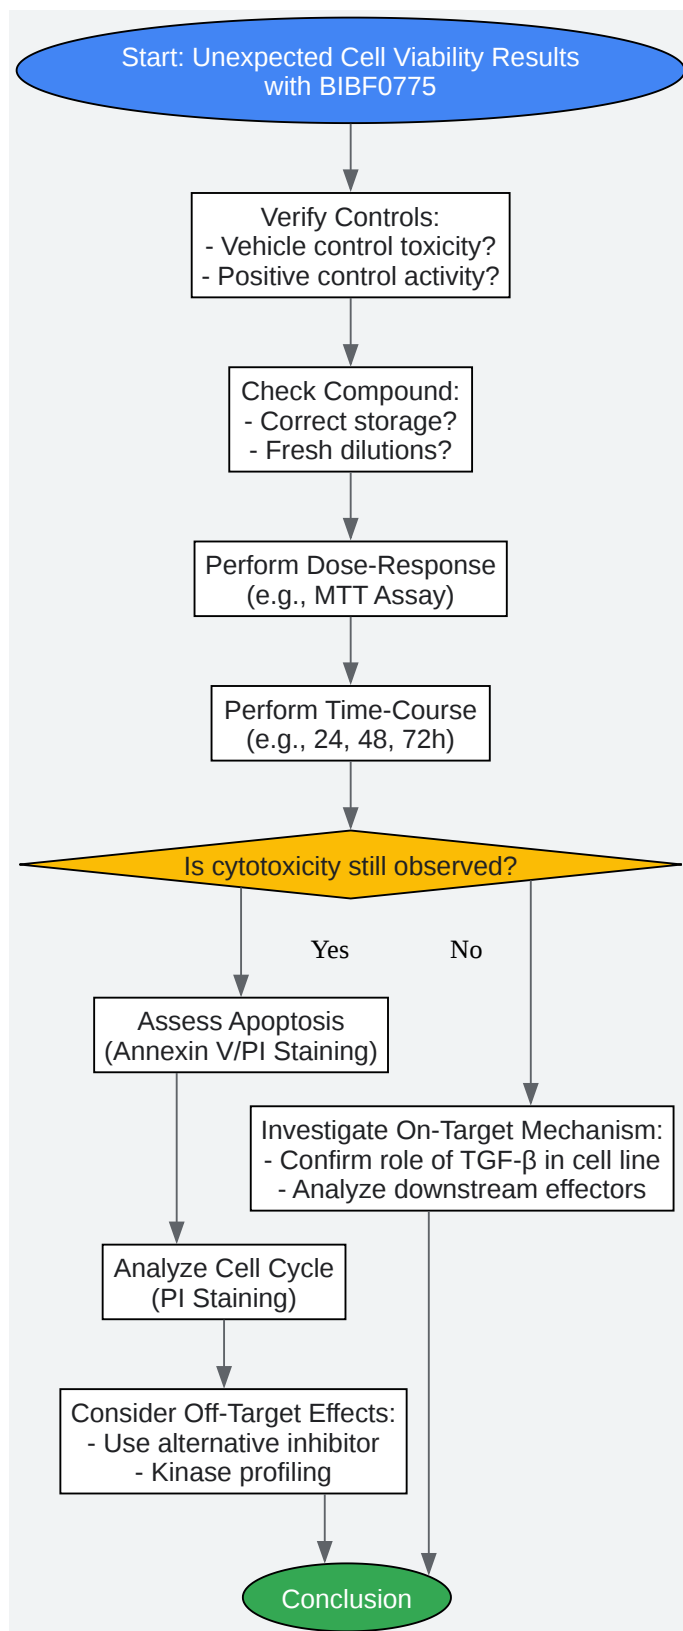 Start: Unexpected Cell Viability Results
with BIBF0775
Verify Controls:
- Vehicle control toxicity?
- Positive control activity?
Check Compound:
- Correct storage?
- Fresh dilutions?
Perform Dose-Response
(e.g., MTT Assay)
Perform Time-Course
(e.g., 24, 48, 72h)
Is cytotoxicity still observed?
Yes
No
Assess Apoptosis
(Annexin V/PI Staining)
Investigate On-Target Mechanism:
- Confirm role of TGF-β in cell line
- Analyze downstream effectors
Analyze Cell Cycle
(PI Staining)
Consider Off-Target Effects:
- Use alternative inhibitor
- Kinase profiling
Conclusion